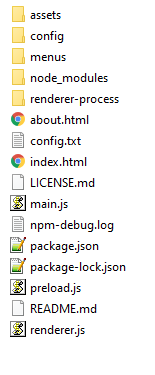 assets
config
menus
node_modules
renderer-process
about.html
config.txt
index.html
LICENSE.md
main.js
npm-debug.log
package.json
package-lock.json
preload.js
README.md
renderer.js